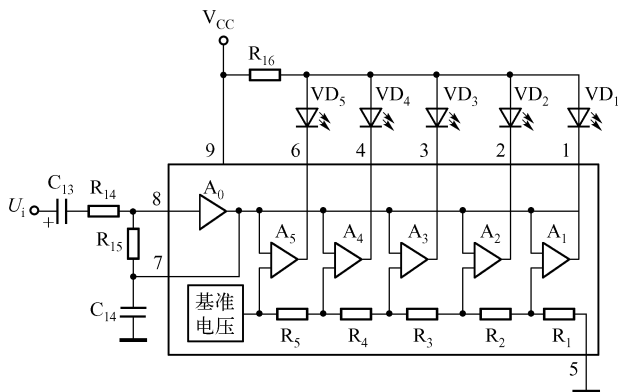 V_CC
R_16
VD_5 VD_4 VD_3 VD_2 VD_1
9 6 4 3 2 1
C_13 R_14 8 A_0
U_i +
R_15
A_5 A_4 A_3 A_2 A_1
7
C_14
基准
电压
R_5 R_4 R_3 R_2 R_1
5